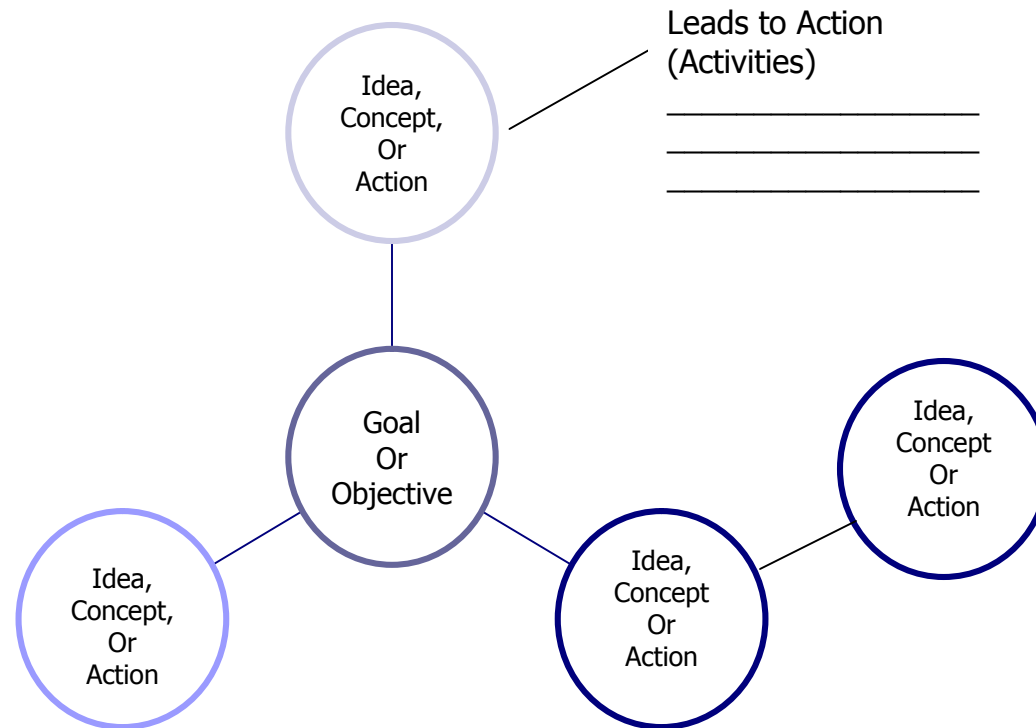 Leads to Action
(Activities)
Idea,
Concept,
Or
Action
Goal
Or
Objective
Idea,
Concept
Or
Action
Idea,
Concept,
Or
Action
Idea,
Concept
Or
Action